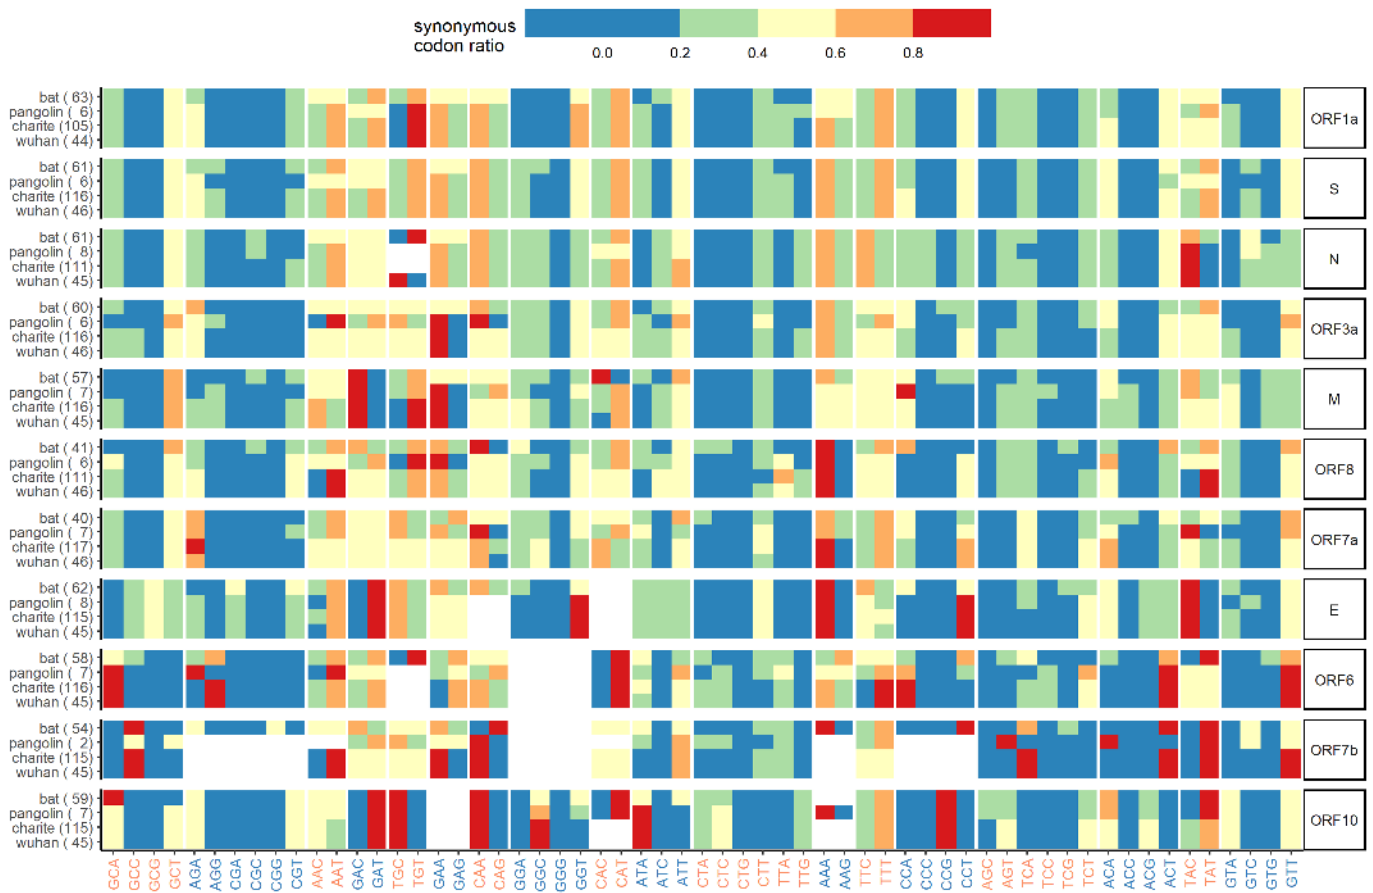 synonymous
codon ratio
0.0 0.2 0.4 0.6 0.8
bat ( 63)
pangolin ( 6)
charite (105)
wuhan ( 44)
ORF1a
bat ( 61)
pangolin ( 6)
charite (116)
wuhan ( 46)
S
bat ( 61)
pangolin ( 8)
charite (111)
wuhan ( 45)
N
bat ( 60)
pangolin ( 6)
charite (116)
wuhan ( 46)
ORF3a
bat ( 57)
pangolin ( 7)
charite (116)
wuhan ( 45)
M
bat ( 41)
pangolin ( 6)
charite (111)
wuhan ( 46)
ORF8
bat ( 40)
pangolin ( 7)
charite (117)
wuhan ( 46)
ORF7a
bat ( 62)
pangolin ( 8)
charite (115)
wuhan ( 45)
E
bat ( 58)
pangolin ( 7)
charite (116)
wuhan ( 45)
ORF6
bat ( 54)
pangolin ( 2)
charite (115)
wuhan ( 45)
ORF7b
bat ( 59)
pangolin ( 7)
charite (115)
wuhan ( 45)
ORF10
GCA GCC GCG GCT AGA AGG CGA CGC CGG CGT AAC AAT GAC GAT TGC TGT GAA GAG CAA CAG GGA GGC GGG GGT CAC CAT ATA ATC ATT CTA CTC CTG CTT TTA TTG AAA AAG TTC TTT CCA CCC CCG CCT AGC AGT TCA TCC TCG TCT ACA ACC ACG ACT TAC TAT GTA GTC GTG GTT